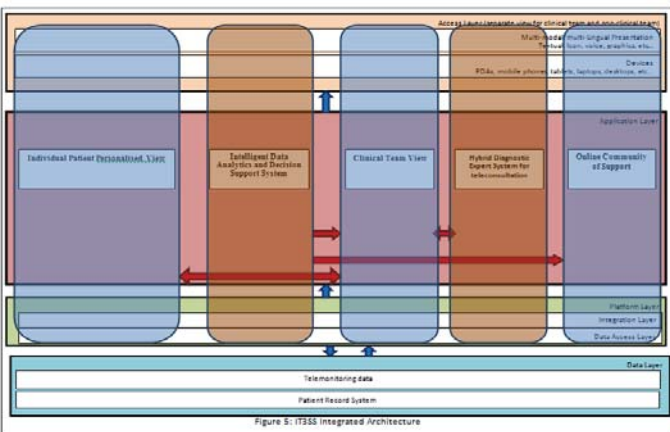 Access Layer (separate view for clinical team and non clinical team)
Multi-modal multi-Lingual Presentation
Textual, Icon, voice, graphics, etc..
Devices
PDAs, mobile phones, tablets, laptops, desktops, etc..
Application Layer
Individual Patient Personalised View
Intelligent Data
Analytics and Decision
Support System
Clinical Team View
Hybrid Diagnostic
Expert System for
teleconsultation
Online Community
of Support
Platform Layer
Integration Layer
Data Access Layer
Data Layer
Telemonitoring data
Patient Record System
Figure 5: IT3SS Integrated Architecture